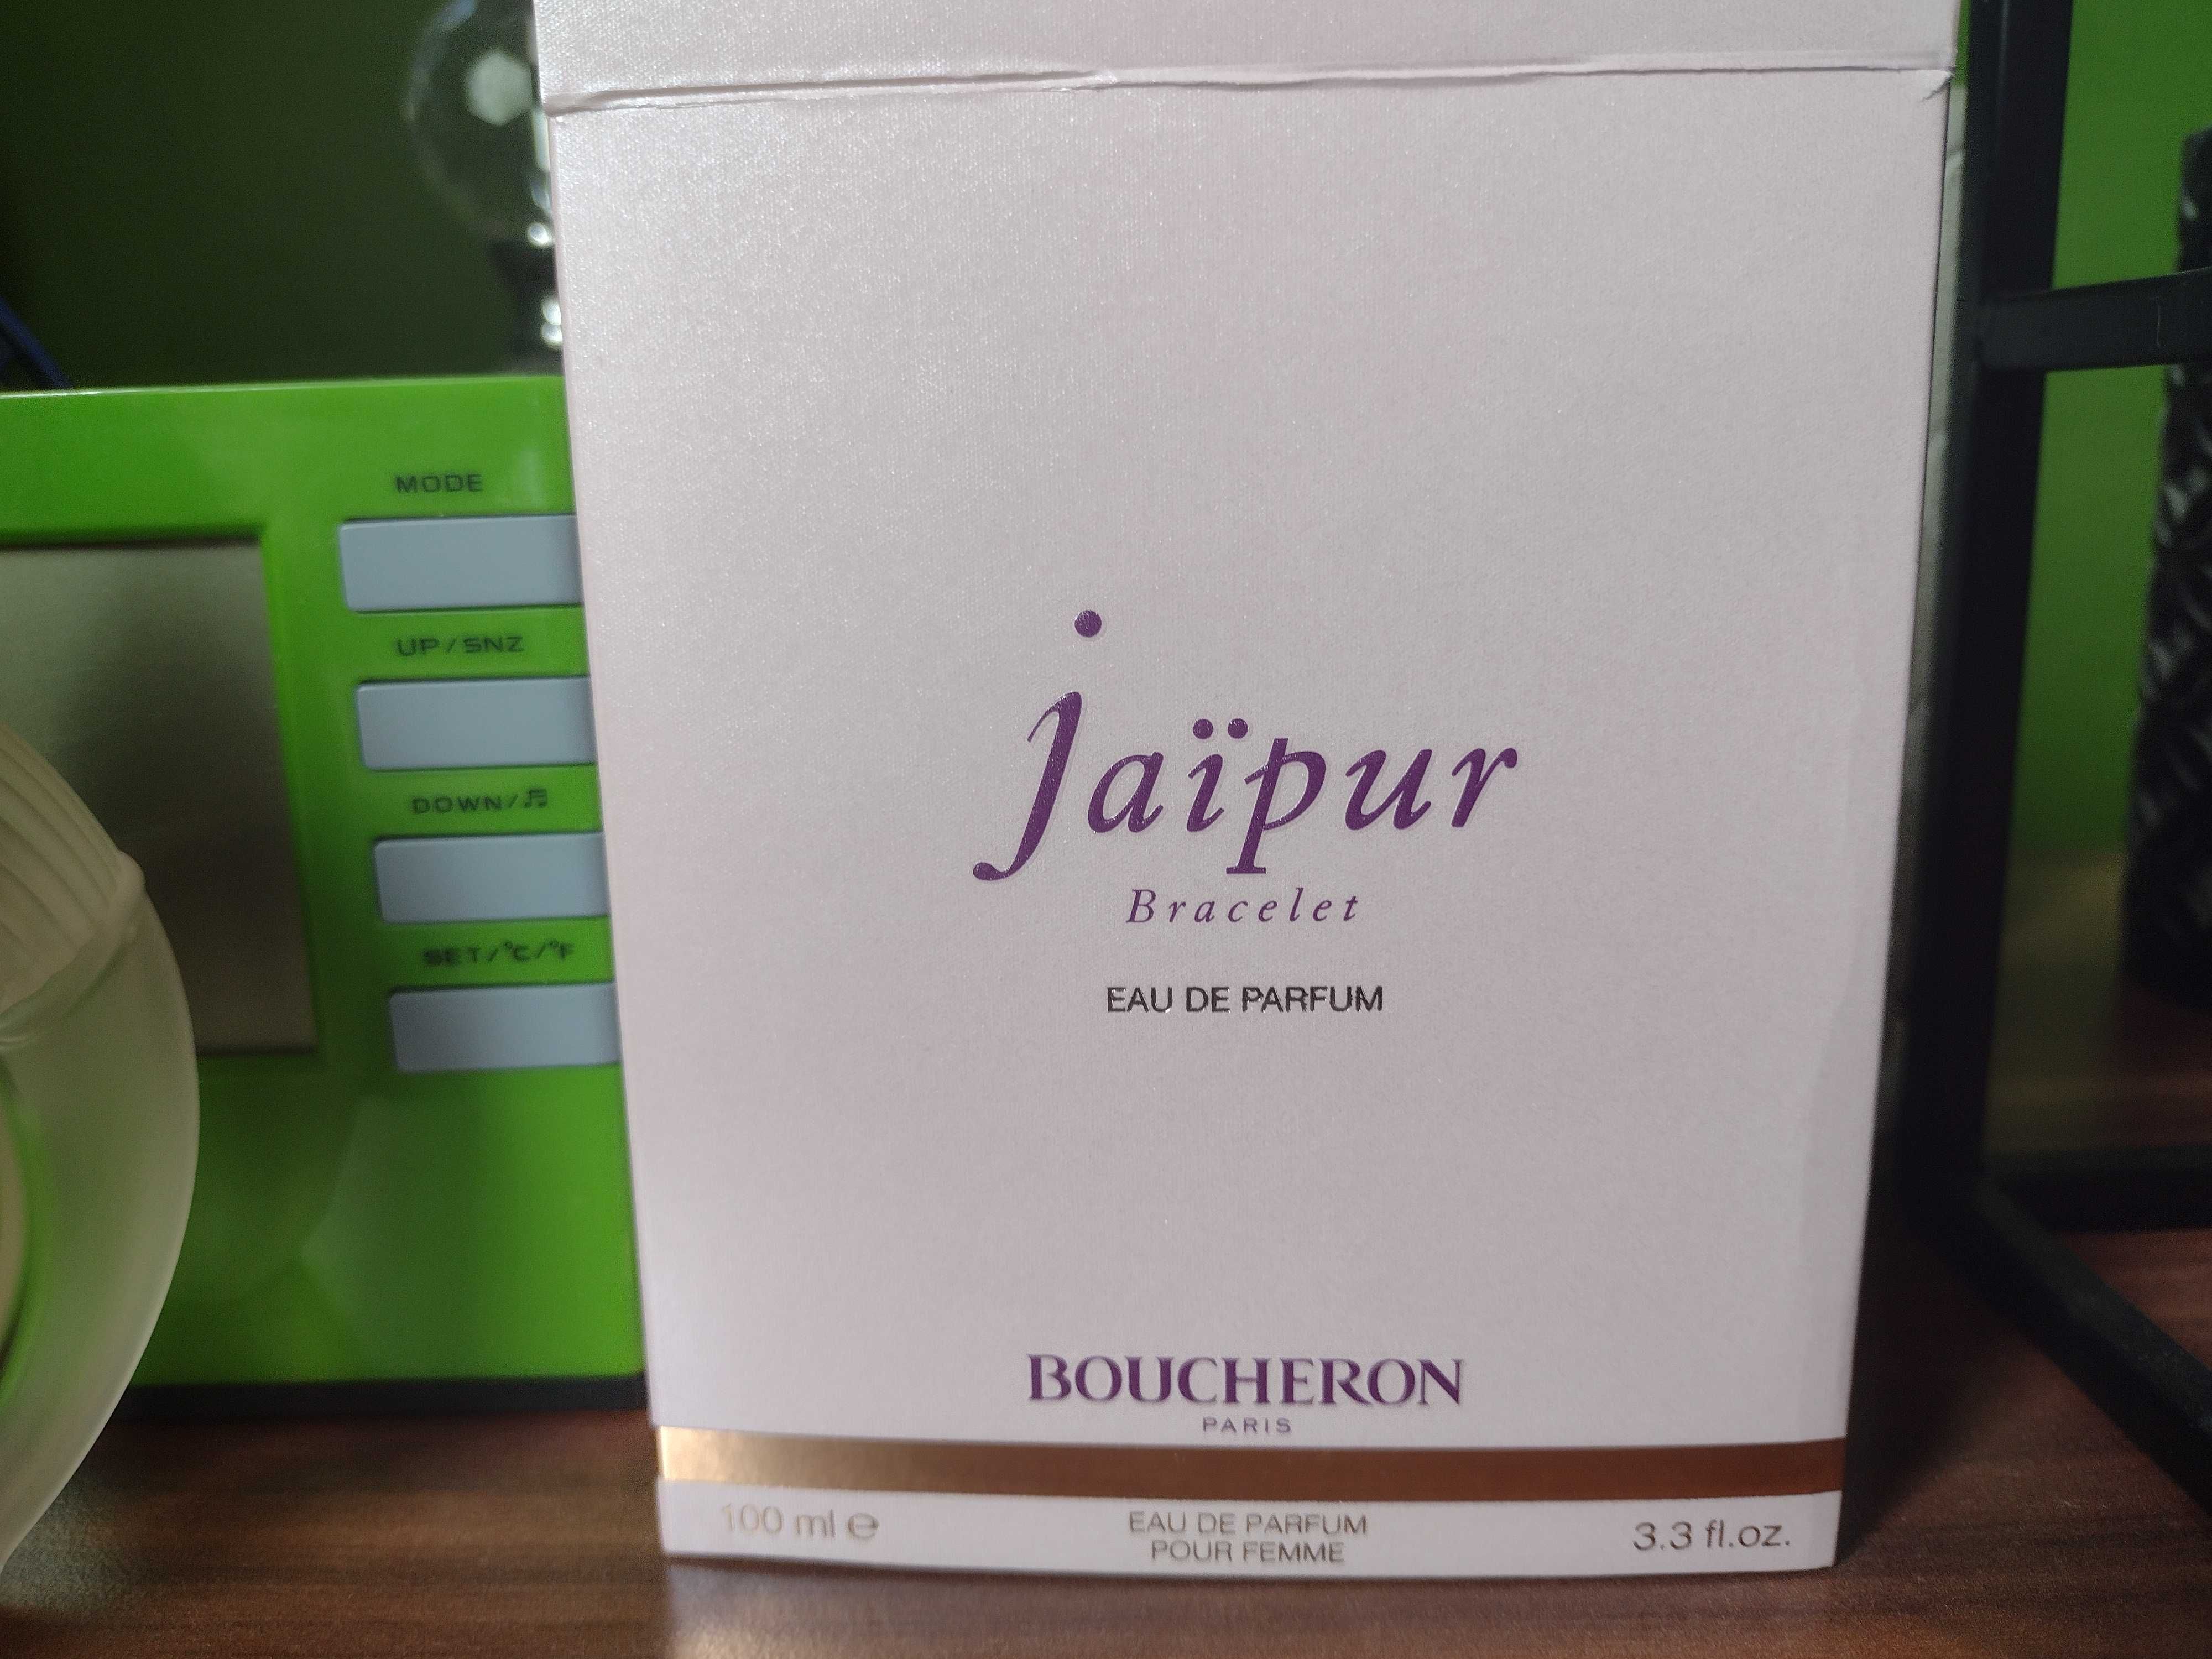 MODE
UP/SNZ
DOWN/♬
SET/°C/°F
jaïpur
Bracelet
EAU DE PARFUM
BOUCHERON
PARIS
100 ml ℮
EAU DE PARFUM
POUR FEMME
3.3 fl.oz.